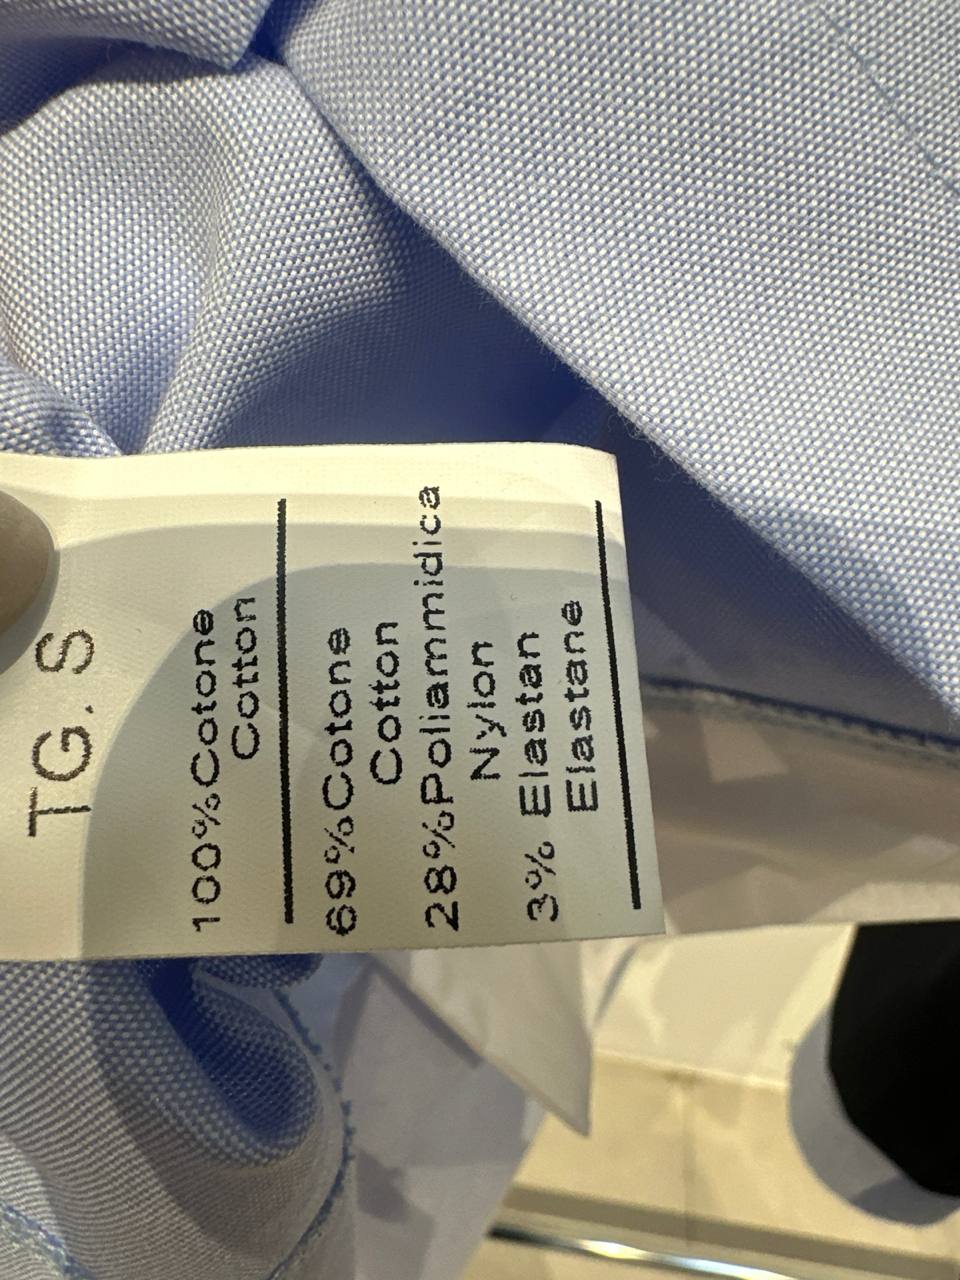 TG. S
100%Cotone
Cotton
69%Cotone
Cotton
28%Poliammidica
Nylon
3% Elastan
Elastane